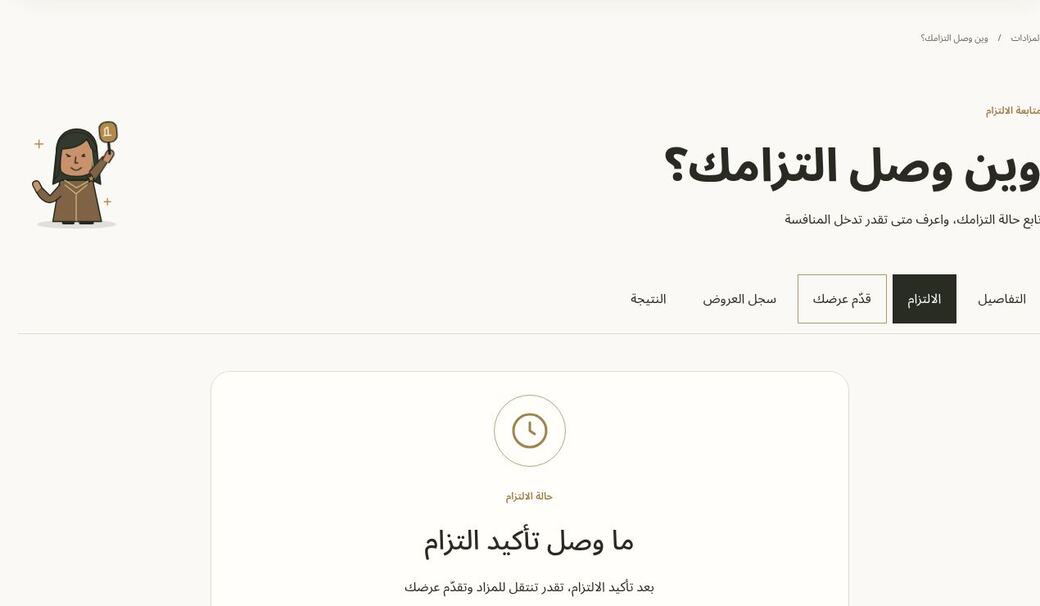 المزادات / وين وصل التزامك؟
متابعة الالتزام
وين وصل التزامك؟
تابع حالة التزامك، واعرف متى تقدر تدخل المنافسة
التفاصيل
الالتزام
قدّم عرضك
سجل العروض
النتيجة
حالة الالتزام
ما وصل تأكيد التزام
بعد تأكيد الالتزام، تقدر تنتقل للمزاد وتقدّم عرضك